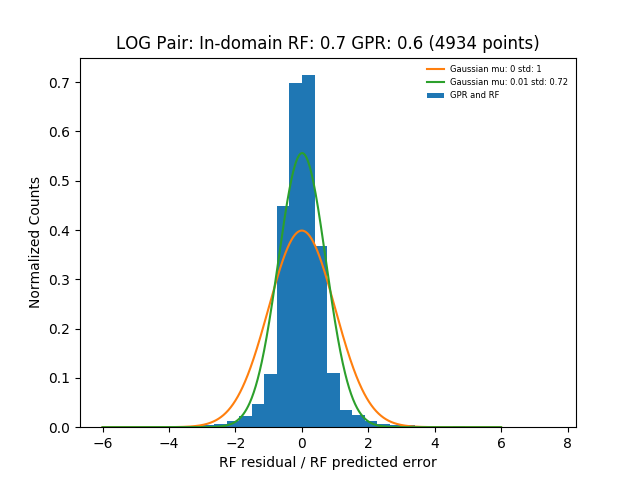 LOG Pair: In-domain RF: 0.7 GPR: 0.6 (4934 points)
Gaussian mu: 0 std: 1
Gaussian mu: 0.01 std: 0.72
GPR and RF
Normalized Counts
0.7
0.6
0.5
0.4
0.3
0.2
0.1
0.0
−6 −4 −2 0 2 4 6 8
RF residual / RF predicted error